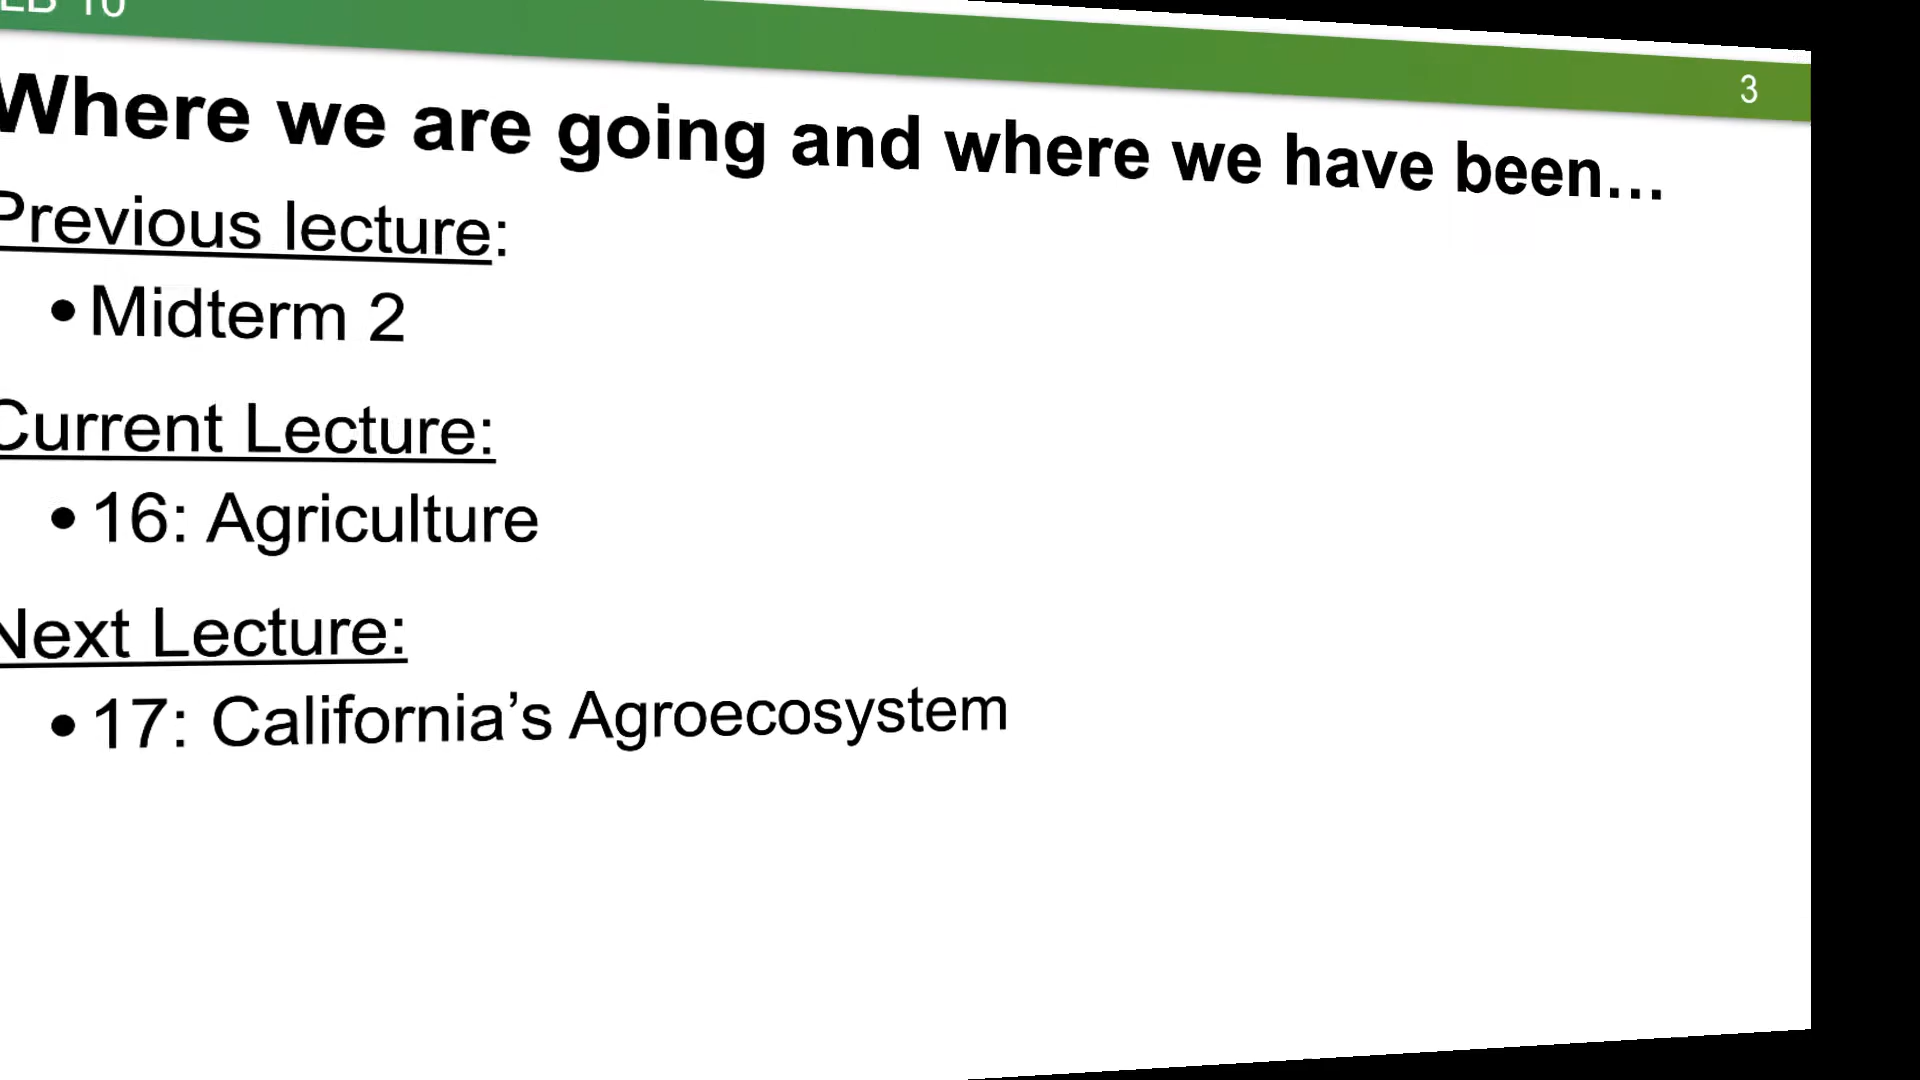 10
3
Where we are going and where we have been…
Previous lecture:
• Midterm 2
Current Lecture:
• 16: Agriculture
Next Lecture:
• 17: California’s Agroecosystem